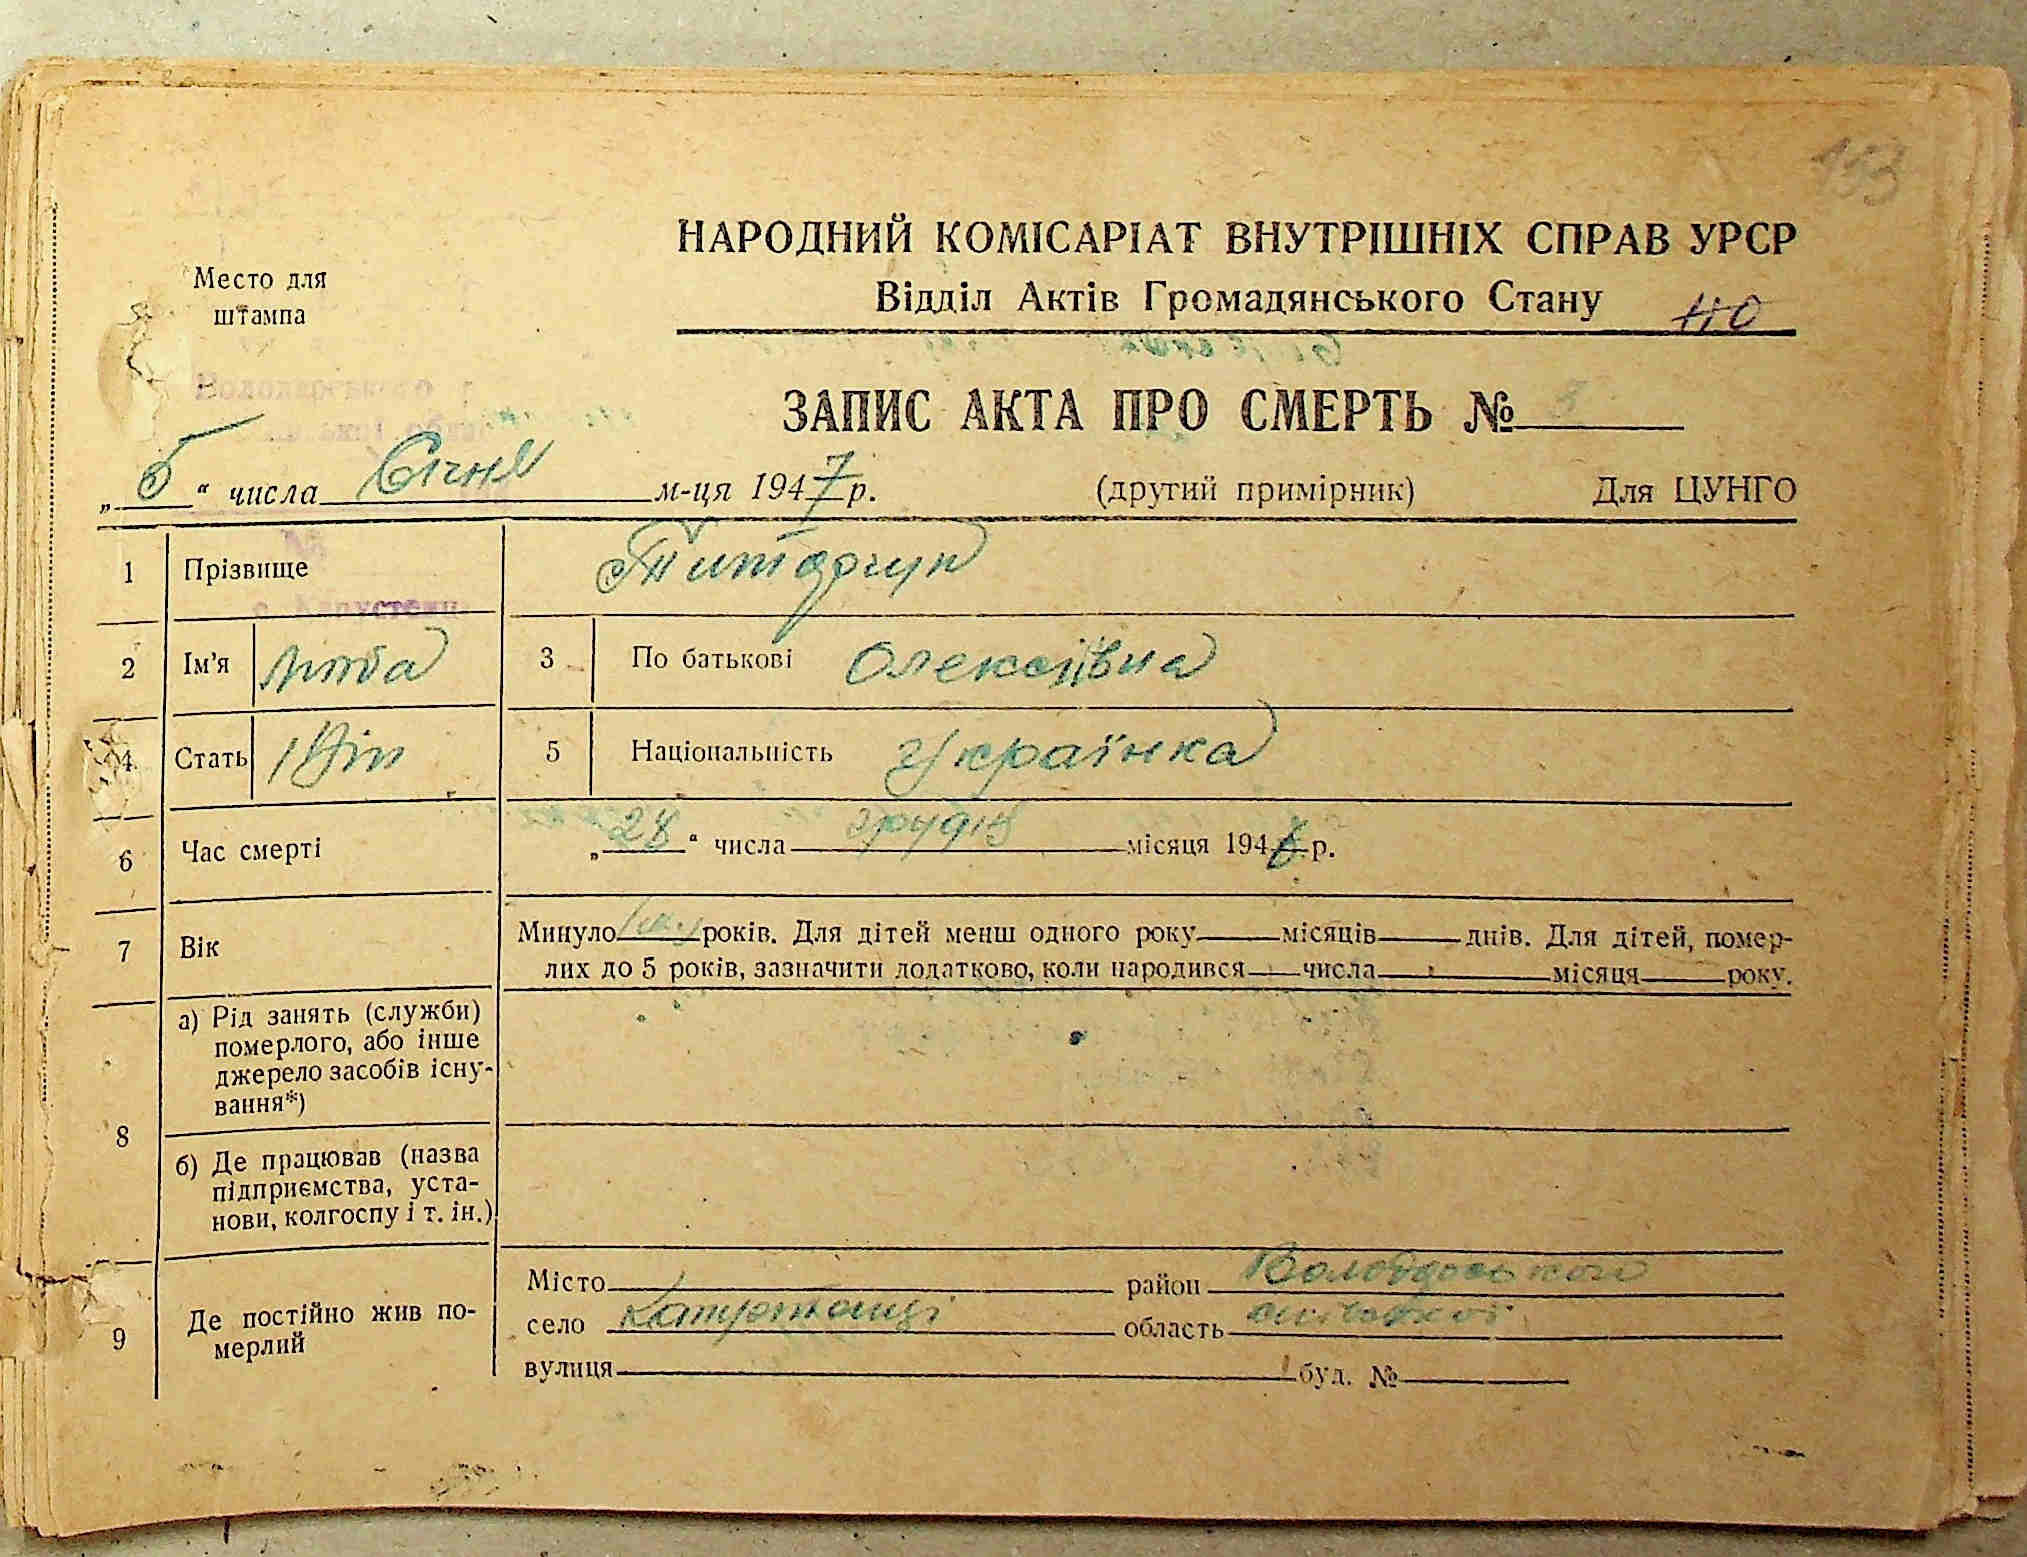 153
НАРОДНИЙ КОМІСАРІАТ ВНУТРІШНІХ СПРАВ УРСР
Место для штампа
Відділ Актів Громадянського Стану
ЗАПИС АКТА ПРО СМЕРТЬ № 3
„ 5 “ числа Січня м-ця 1947 р. (другий примірник) Для ЦУНГО
1 Прізвище Титарчук
2 Ім'я 3 По батькові Олексіївна
4 Стать Жін 5 Національність Українка
6 Час смерті „ 28 “ числа грудня місяця 1946 р.
7 Вік Минуло років. Для дітей менш одного року місяців днів. Для дітей, помер-
лих до 5 років, зазначити додатково, коли народився числа місяця року.
8 а) Рід занять (служби)
померлого, або інше
джерело засобів існу-
вання*)
б) Де працював (назва
підприємства, уста-
нови, колгоспу і т. ін.)
9 Де постійно жив по-
мерлий
Місто район
село область
вулиця буд. №